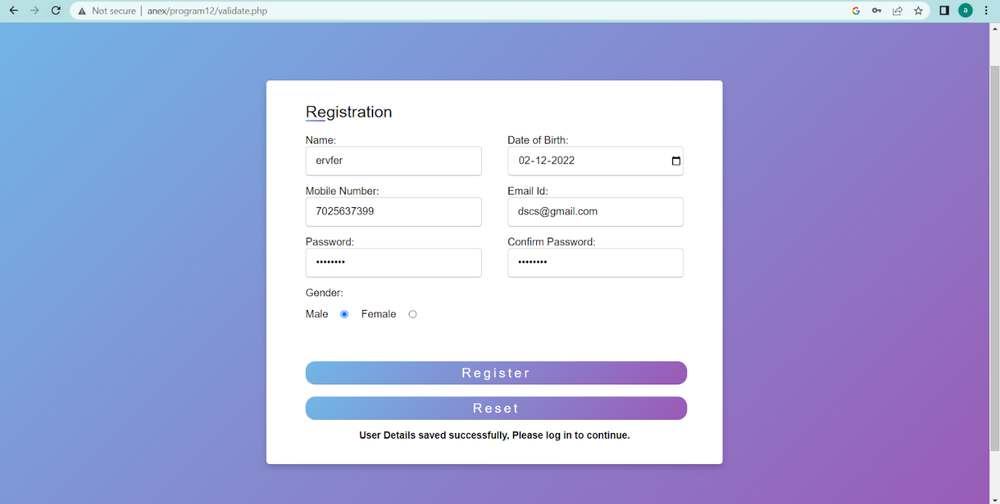 Not secure | anex/program12/validate.php
a
Registration
Name: Date of Birth:
ervfer 02-12-2022
Mobile Number: Email Id:
7025637399 dscs@gmail.com
Password: Confirm Password:
•••••••• ••••••••
Gender:
Male Female
Register
Reset
User Details saved successfully, Please log in to continue.